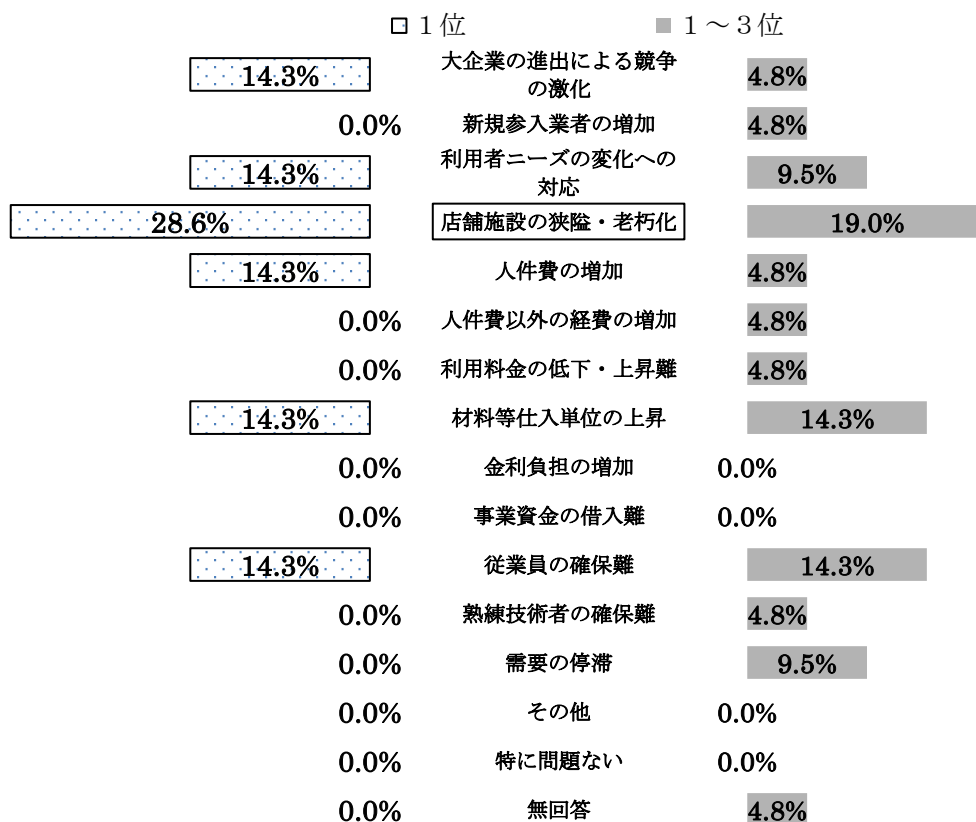 １位 １～３位
14.3% 大企業の進出による競争 4.8%
の激化
0.0% 新規参入業者の増加 4.8%
14.3% 利用者ニーズの変化への 9.5%
対応
28.6% 店舗施設の狭隘・老朽化 19.0%
14.3% 人件費の増加 4.8%
0.0% 人件費以外の経費の増加 4.8%
0.0% 利用料金の低下・上昇難 4.8%
14.3% 材料等仕入単位の上昇 14.3%
0.0% 金利負担の増加 0.0%
0.0% 事業資金の借入難 0.0%
14.3% 従業員の確保難 14.3%
0.0% 熟練技術者の確保難 4.8%
0.0% 需要の停滞 9.5%
0.0% その他 0.0%
0.0% 特に問題ない 0.0%
0.0% 無回答 4.8%